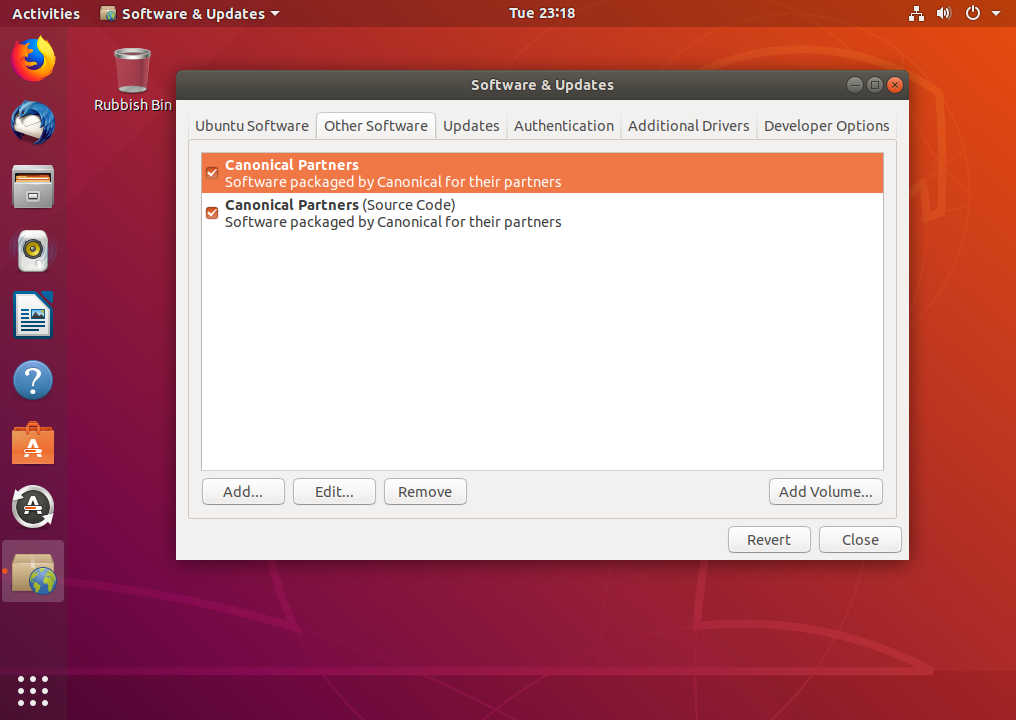 Activities
Software & Updates
Tue 23:18
Rubbish Bin
Software & Updates
Ubuntu Software
Other Software
Updates
Authentication
Additional Drivers
Developer Options
Canonical Partners
Software packaged by Canonical for their partners
Canonical Partners (Source Code)
Software packaged by Canonical for their partners
Add...
Edit...
Remove
Add Volume...
Revert
Close